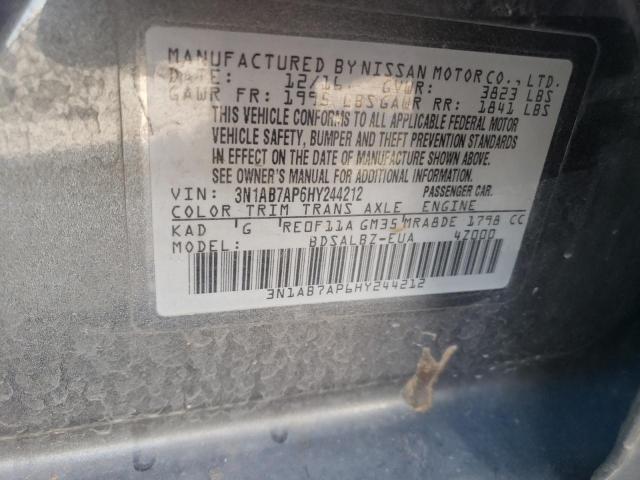 MANUFACTURED BY NISSAN MOTOR CO., LTD.
DATE: 12/16 GVWR: 3823 LBS
GAWR FR: 1995 LBS GAWR RR: 1841 LBS
THIS VEHICLE CONFORMS TO ALL APPLICABLE FEDERAL MOTOR
VEHICLE SAFETY, BUMPER AND THEFT PREVENTION STANDARDS
IN EFFECT ON THE DATE OF MANUFACTURE SHOWN ABOVE.
SEE OWNER'S MANUAL FOR ADDITIONAL INFORMATION.
VIN: 3N1AB7AP6HY244212 PASSENGER CAR.
COLOR TRIM TRANS AXLE ENGINE
KAD G RE0F11A GM35 MRA8DE 1798 CC
MODEL: BDSALBZ-EUA 4Z000
3N1AB7AP6HY244212